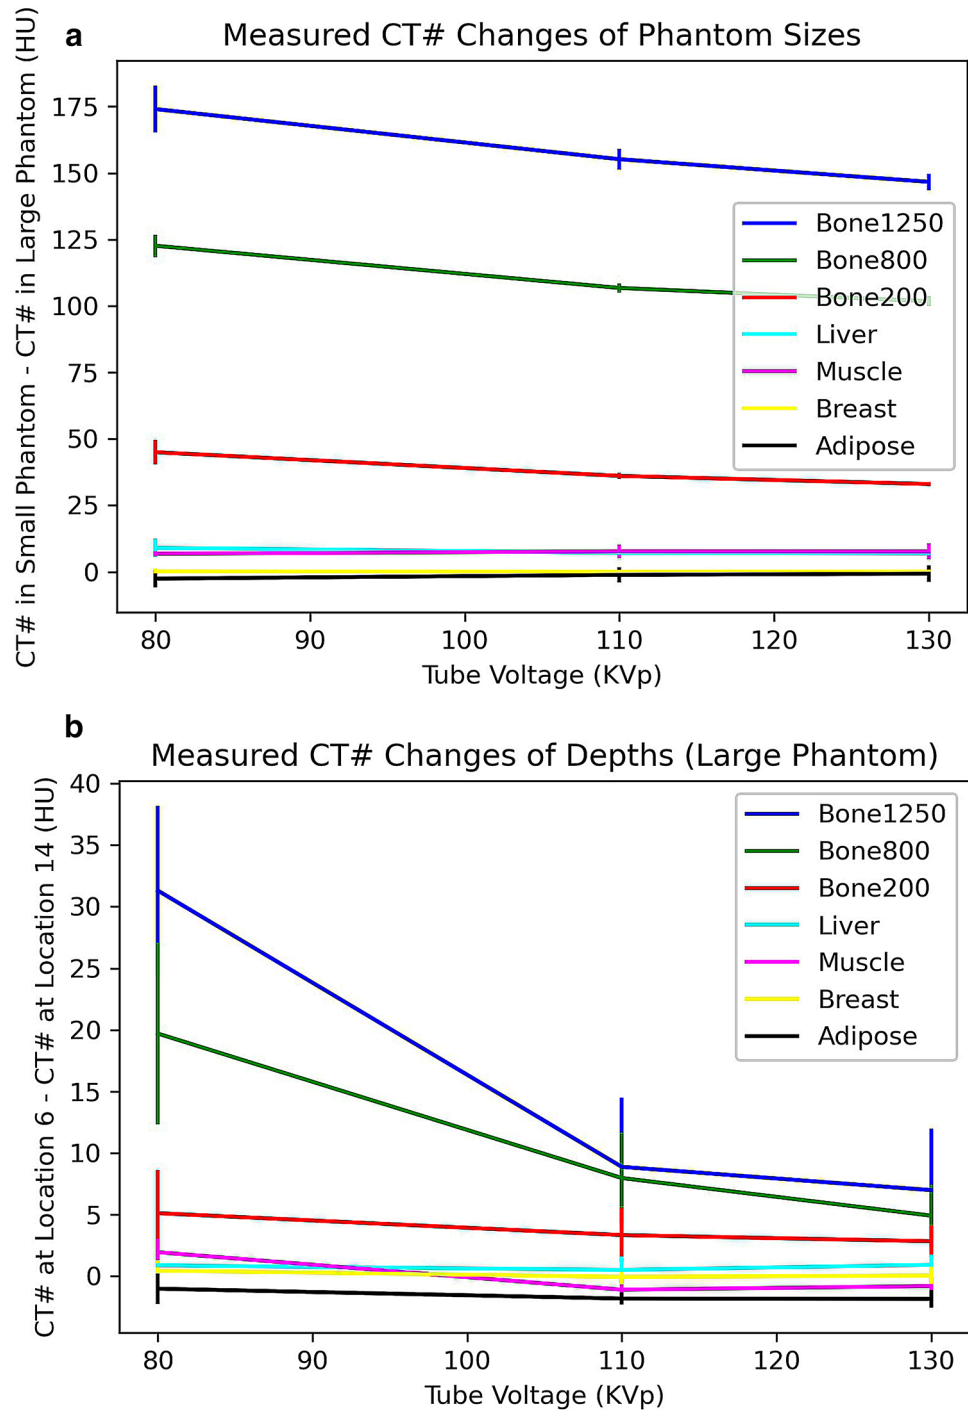 a
Measured CT# Changes of Phantom Sizes
CT# in Small Phantom - CT# in Large Phantom (HU)
175
150
125
100
75
50
25
0
Bone1250
Bone800
Bone200
Liver
Muscle
Breast
Adipose
80 90 100 110 120 130
Tube Voltage (KVp)
b
Measured CT# Changes of Depths (Large Phantom)
CT# at Location 6 - CT# at Location 14 (HU)
40
35
30
25
20
15
10
5
0
Bone1250
Bone800
Bone200
Liver
Muscle
Breast
Adipose
80 90 100 110 120 130
Tube Voltage (KVp)